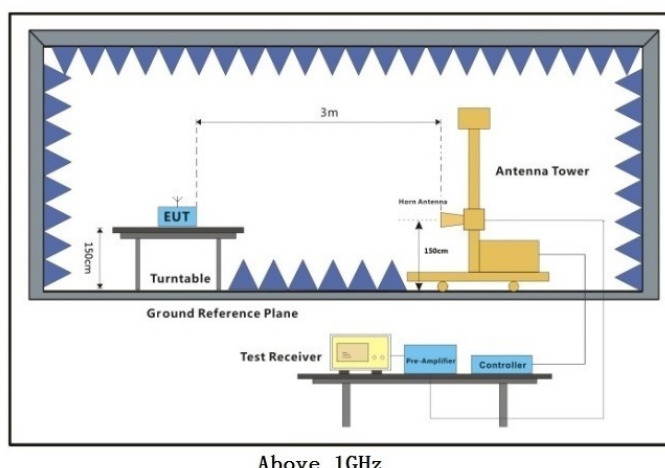 3m
Antenna Tower
Horn Antenna
EUT
150cm
150cm
Turntable
Ground Reference Plane
Test Receiver
Pre-Amplifier
Controller
Above 1GHz